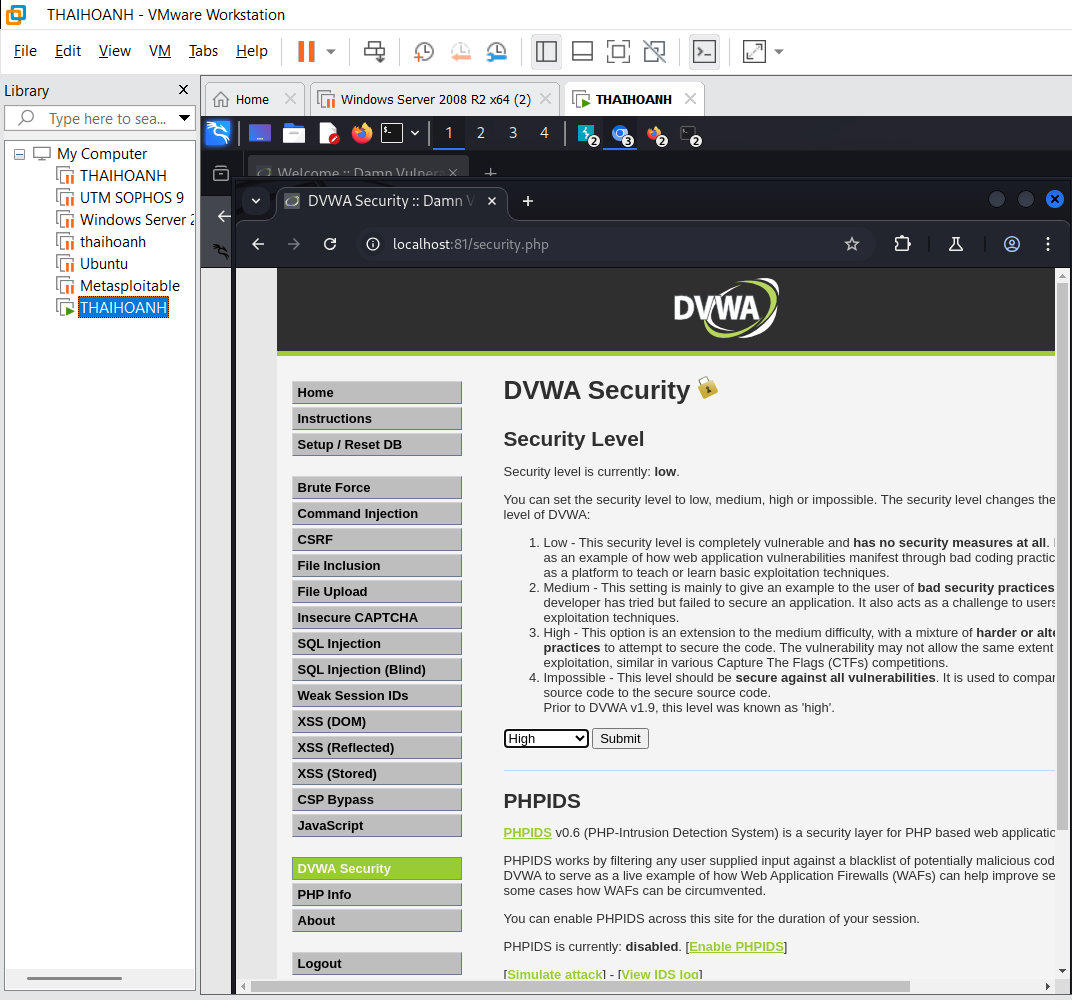 THAIHOANH - VMware Workstation
File Edit View VM Tabs Help
Library
Type here to sea...
My Computer
THAIHOANH
UTM SOPHOS 9
Windows Server 2
thaihoanh
Ubuntu
Metasploitable
THAIHOANH
Home
Windows Server 2008 R2 x64 (2)
THAIHOANH
1 2 3 4
2 3 2 2
Welcome :: Damn Vulner
DVWA Security :: Damn V
localhost:81/security.php
DVWA
Home
Instructions
Setup / Reset DB
Brute Force
Command Injection
CSRF
File Inclusion
File Upload
Insecure CAPTCHA
SQL Injection
SQL Injection (Blind)
Weak Session IDs
XSS (DOM)
XSS (Reflected)
XSS (Stored)
CSP Bypass
JavaScript
DVWA Security
PHP Info
About
Logout
DVWA Security
Security Level
Security level is currently: low.
You can set the security level to low, medium, high or impossible. The security level changes the
level of DVWA:
1. Low - This security level is completely vulnerable and has no security measures at all.
as an example of how web application vulnerabilities manifest through bad coding practic
as a platform to teach or learn basic exploitation techniques.
2. Medium - This setting is mainly to give an example to the user of bad security practices
developer has tried but failed to secure an application. It also acts as a challenge to users
exploitation techniques.
3. High - This option is an extension to the medium difficulty, with a mixture of harder or alte
practices to attempt to secure the code. The vulnerability may not allow the same extent
exploitation, similar in various Capture The Flags (CTFs) competitions.
4. Impossible - This level should be secure against all vulnerabilities. It is used to compar
source code to the secure source code.
Prior to DVWA v1.9, this level was known as 'high'.
High Submit
PHPIDS
PHPIDS v0.6 (PHP-Intrusion Detection System) is a security layer for PHP based web applicatio
PHPIDS works by filtering any user supplied input against a blacklist of potentially malicious cod
DVWA to serve as a live example of how Web Application Firewalls (WAFs) can help improve se
some cases how WAFs can be circumvented.
You can enable PHPIDS across this site for the duration of your session.
PHPIDS is currently: disabled. [Enable PHPIDS]
[Simulate attack] - [View IDS log]